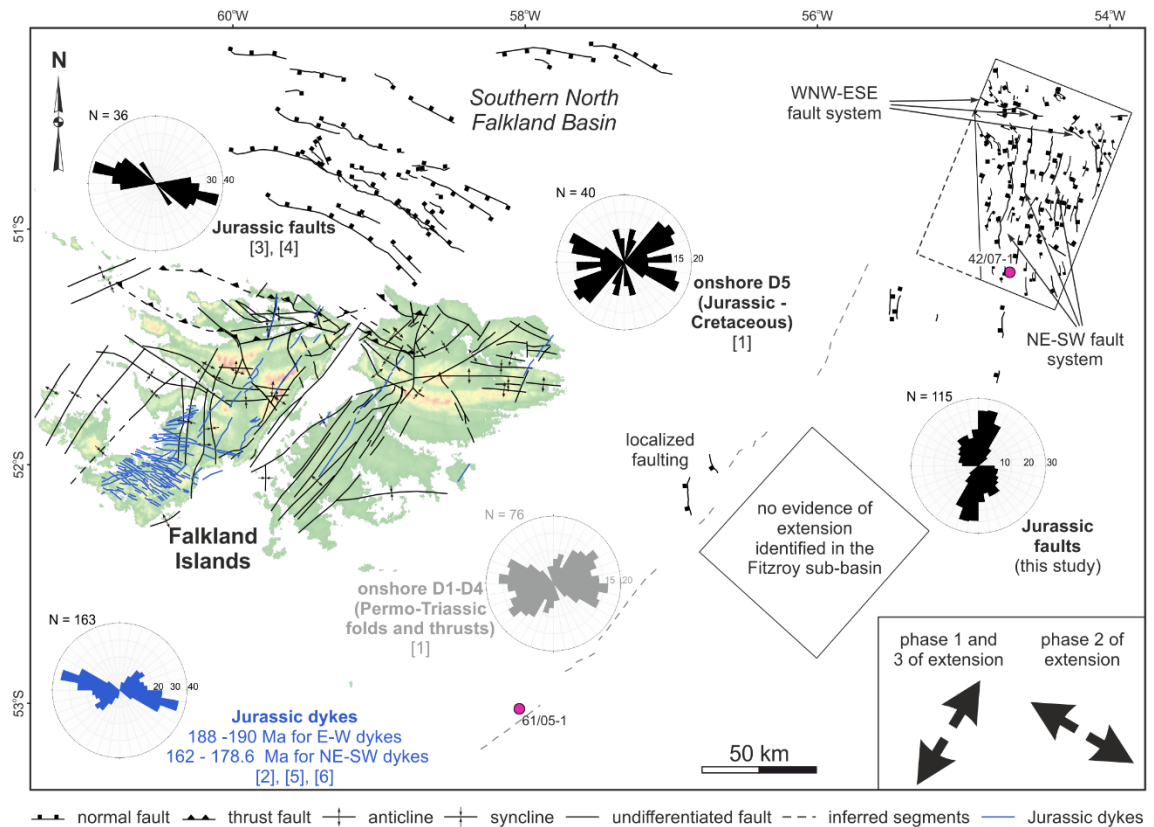 60°W
58°W
56°W
54°W
N
Southern North
Falkland Basin
WNW-ESE
fault system
N = 36
30 40
Jurassic faults
[3], [4]
51°S
N = 40
15 20
onshore D5
(Jurassic -
Cretaceous)
[1]
42/07-1
NE-SW fault
system
N = 115
10 20 30
Jurassic
faults
(this study)
localized
faulting
52°S
no evidence of
extension
identified in the
Fitzroy sub-basin
Falkland
Islands
N = 76
15 20
onshore D1-D4
(Permo-Triassic
folds and thrusts)
[1]
N = 163
20 30 40
Jurassic dykes
188 -190 Ma for E-W dykes
162 - 178.6 Ma for NE-SW dykes
[2], [5], [6]
53°S
61/05-1
50 km
phase 1 and
3 of extension
phase 2 of
extension
normal fault thrust fault anticline syncline undifferentiated fault inferred segments Jurassic dykes